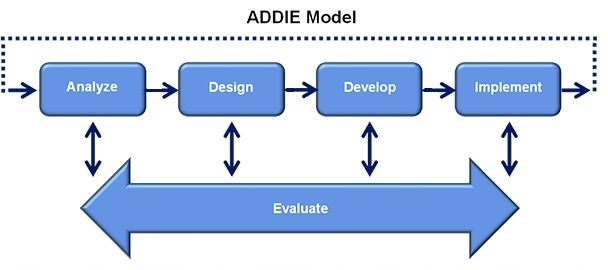 ADDIE Model
Analyze
Design
Develop
Implement
Evaluate